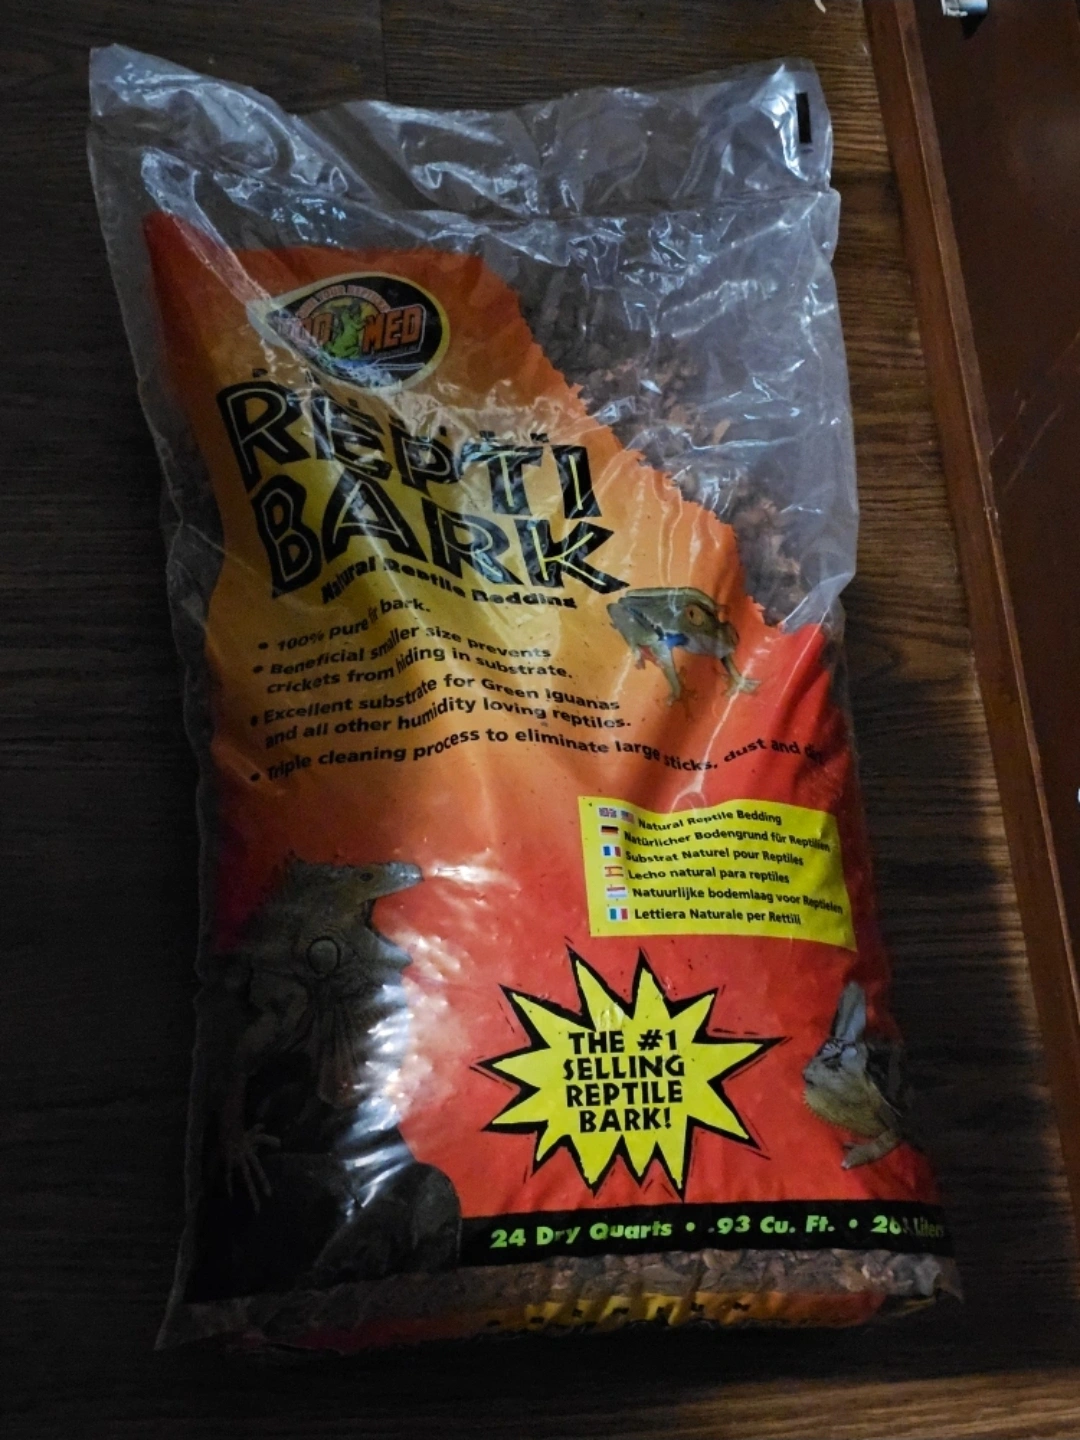 ZOO MED
REPTI
BARK
Natural Reptile Bedding
• 100% pure fir bark.
• Beneficial smaller size prevents
crickets from hiding in substrate.
• Excellent substrate for Green Iguanas
and all other humidity loving reptiles.
• Triple cleaning process to eliminate large sticks, dust and
Natural Reptile Bedding
Natürlicher Bodengrund für Reptilien
Substrat Naturel pour Reptiles
Lecho natural para reptiles
Natuurlijke bodemlaag voor Reptielen
Lettiera Naturale per Rettili
THE #1
SELLING
REPTILE
BARK!
24 Dry Quarts • .93 Cu. Ft. • Liters